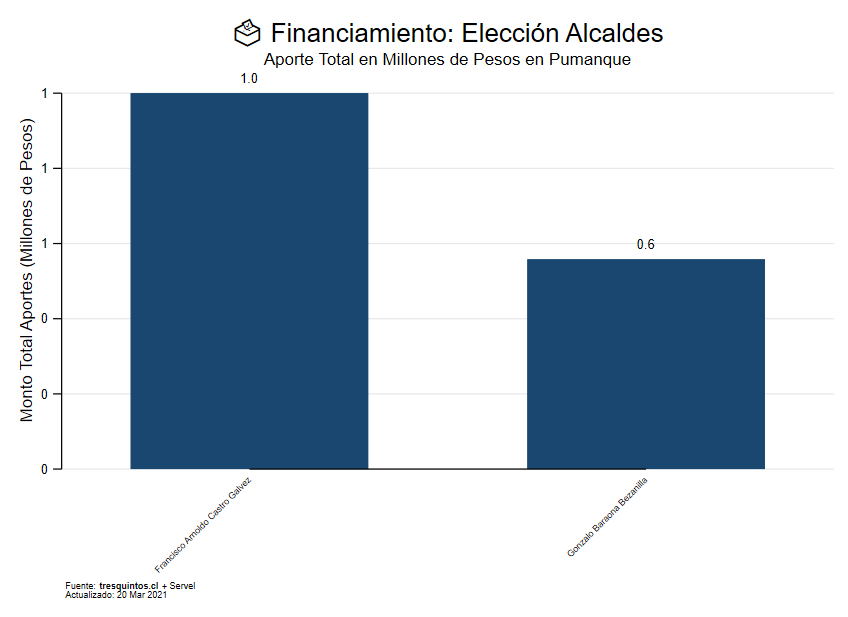 Financiamiento: Elección Alcaldes
Aporte Total en Millones de Pesos en Pumanque
Monto Total Aportes (Millones de Pesos)
1
1
1
0
0
0
1.0
0.6
Francisco Arnoldo Castro Galvez
Gonzalo Baraona Bezanilla
Fuente: tresquintos.cl + Servel
Actualizado: 20 Mar 2021